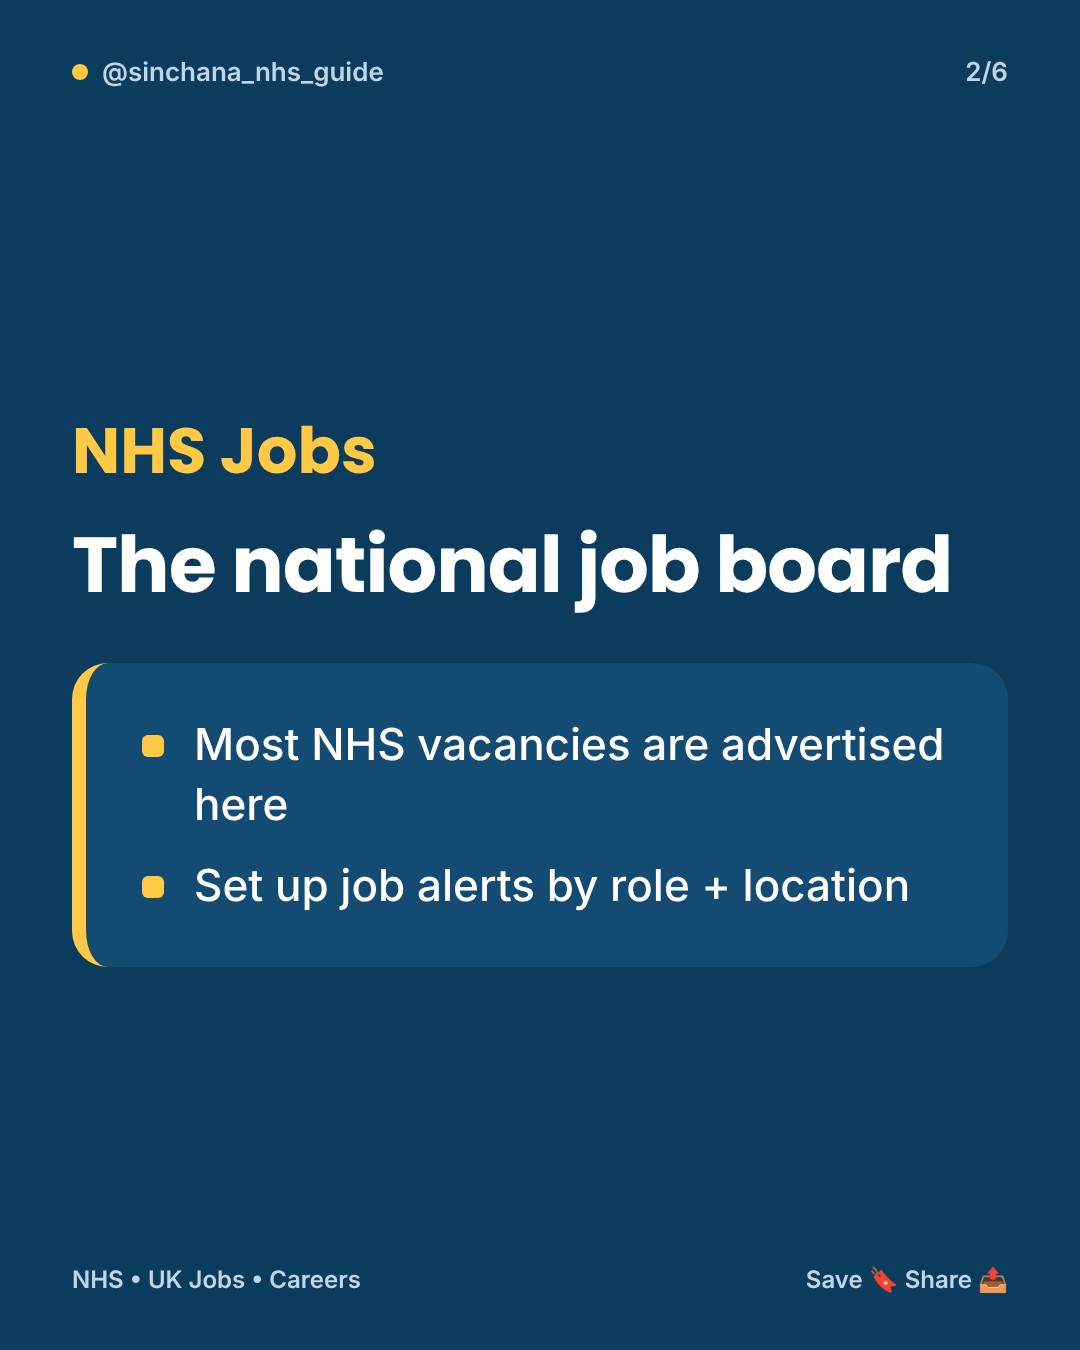 @sinchana_nhs_guide
2/6
NHS Jobs
The national job board
Most NHS vacancies are advertised
here
Set up job alerts by role + location
NHS • UK Jobs • Careers
Save 🔖 Share 📤